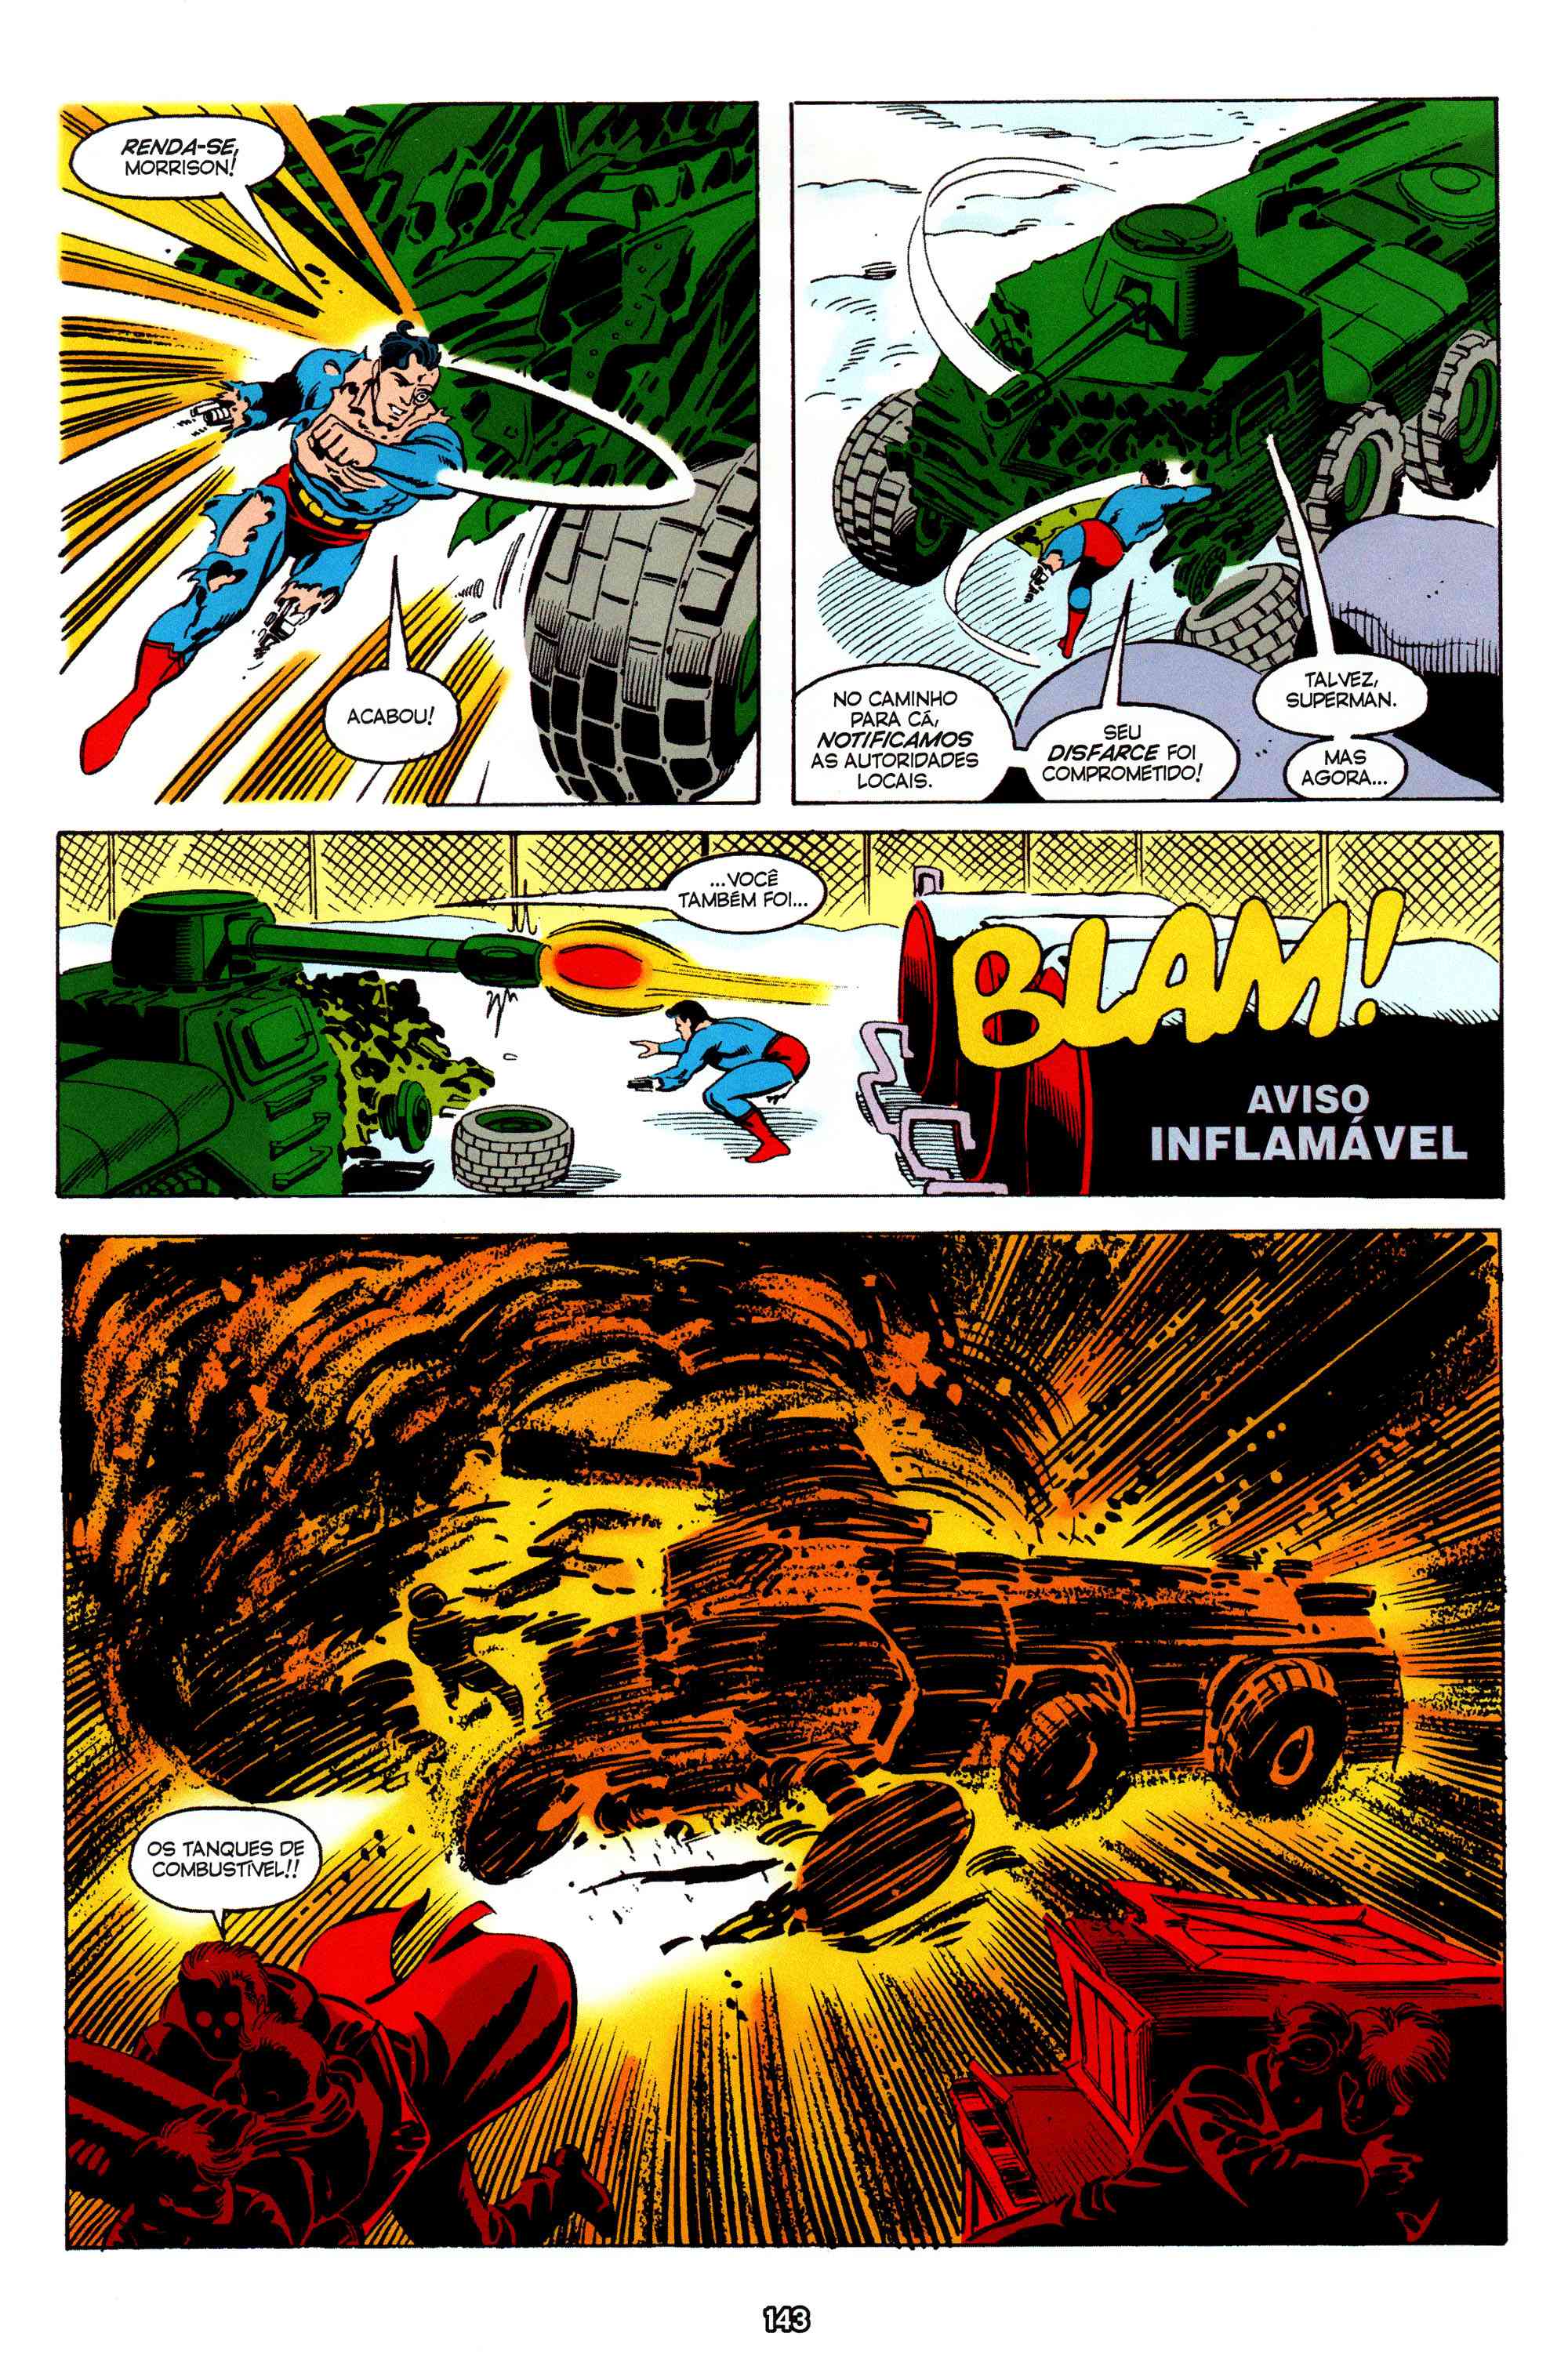 RENDA-SE,
MORRISON!
ACABOU!
NO CAMINHO
PARA CÁ,
NOTIFICAMOS
AS AUTORIDADES
LOCAIS.
SEU
DISFARCE FOI
COMPROMETIDO!
TALVEZ,
SUPERMAN.
MAS
AGORA...
...VOCÊ
TAMBÉM FOI...
BLAM!
AVISO
INFLAMÁVEL
OS TANQUES DE
COMBUSTÍVEL!!
143